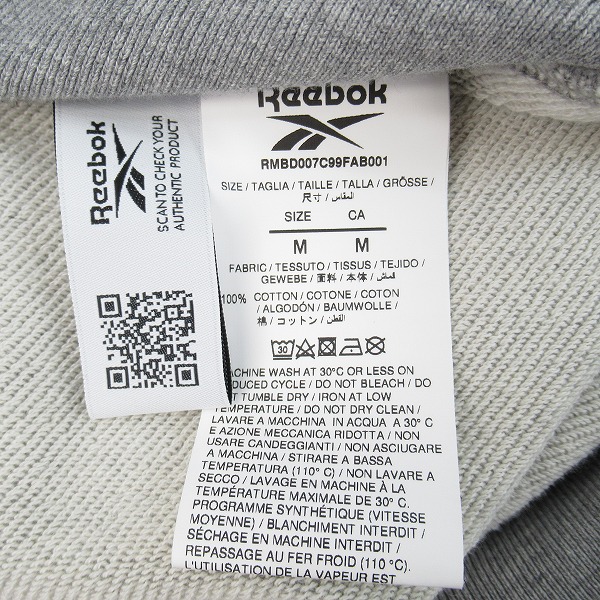 Reebok
SCAN TO CHECK YOUR
AUTHENTIC PRODUCT
Reebok
RMBD007C99FAB001
SIZE / TAGLIA / TAILLE / TALLA / GRÖSSE /
尺寸 / المقاس /
SIZE CA
M M
FABRIC / TESSUTO / TISSUS / TEJIDO /
GEWEBE / 面料 / 本体 / قماش /
100% COTTON / COTONE / COTON
/ ALGODÓN / BAUMWOLLE /
棉 / コットン / القطن /
30
MACHINE WASH AT 30°C OR LESS ON
REDUCED CYCLE / DO NOT BLEACH / DO
NOT TUMBLE DRY / IRON AT LOW
TEMPERATURE / DO NOT DRY CLEAN /
LAVARE A MACCHINA IN ACQUA A 30°C
E AZIONE MECCANICA RIDOTTA / NON
USARE CANDEGGIANTI / NON ASCIUGARE
A MACCHINA / STIRARE A BASSA
TEMPERATURA (110°C) / NON LAVARE A
SECCO / LAVAGE EN MACHINE À LA
TEMPÉRATURE MAXIMALE DE 30°C.
PROGRAMME SYNTHÉTIQUE (VITESSE
MOYENNE) / BLANCHIMENT INTERDIT /
SÉCHAGE EN MACHINE INTERDIT /
REPASSAGE AU FER FROID (110°C).
L'UTILISATION DE LA VAPEUR EST